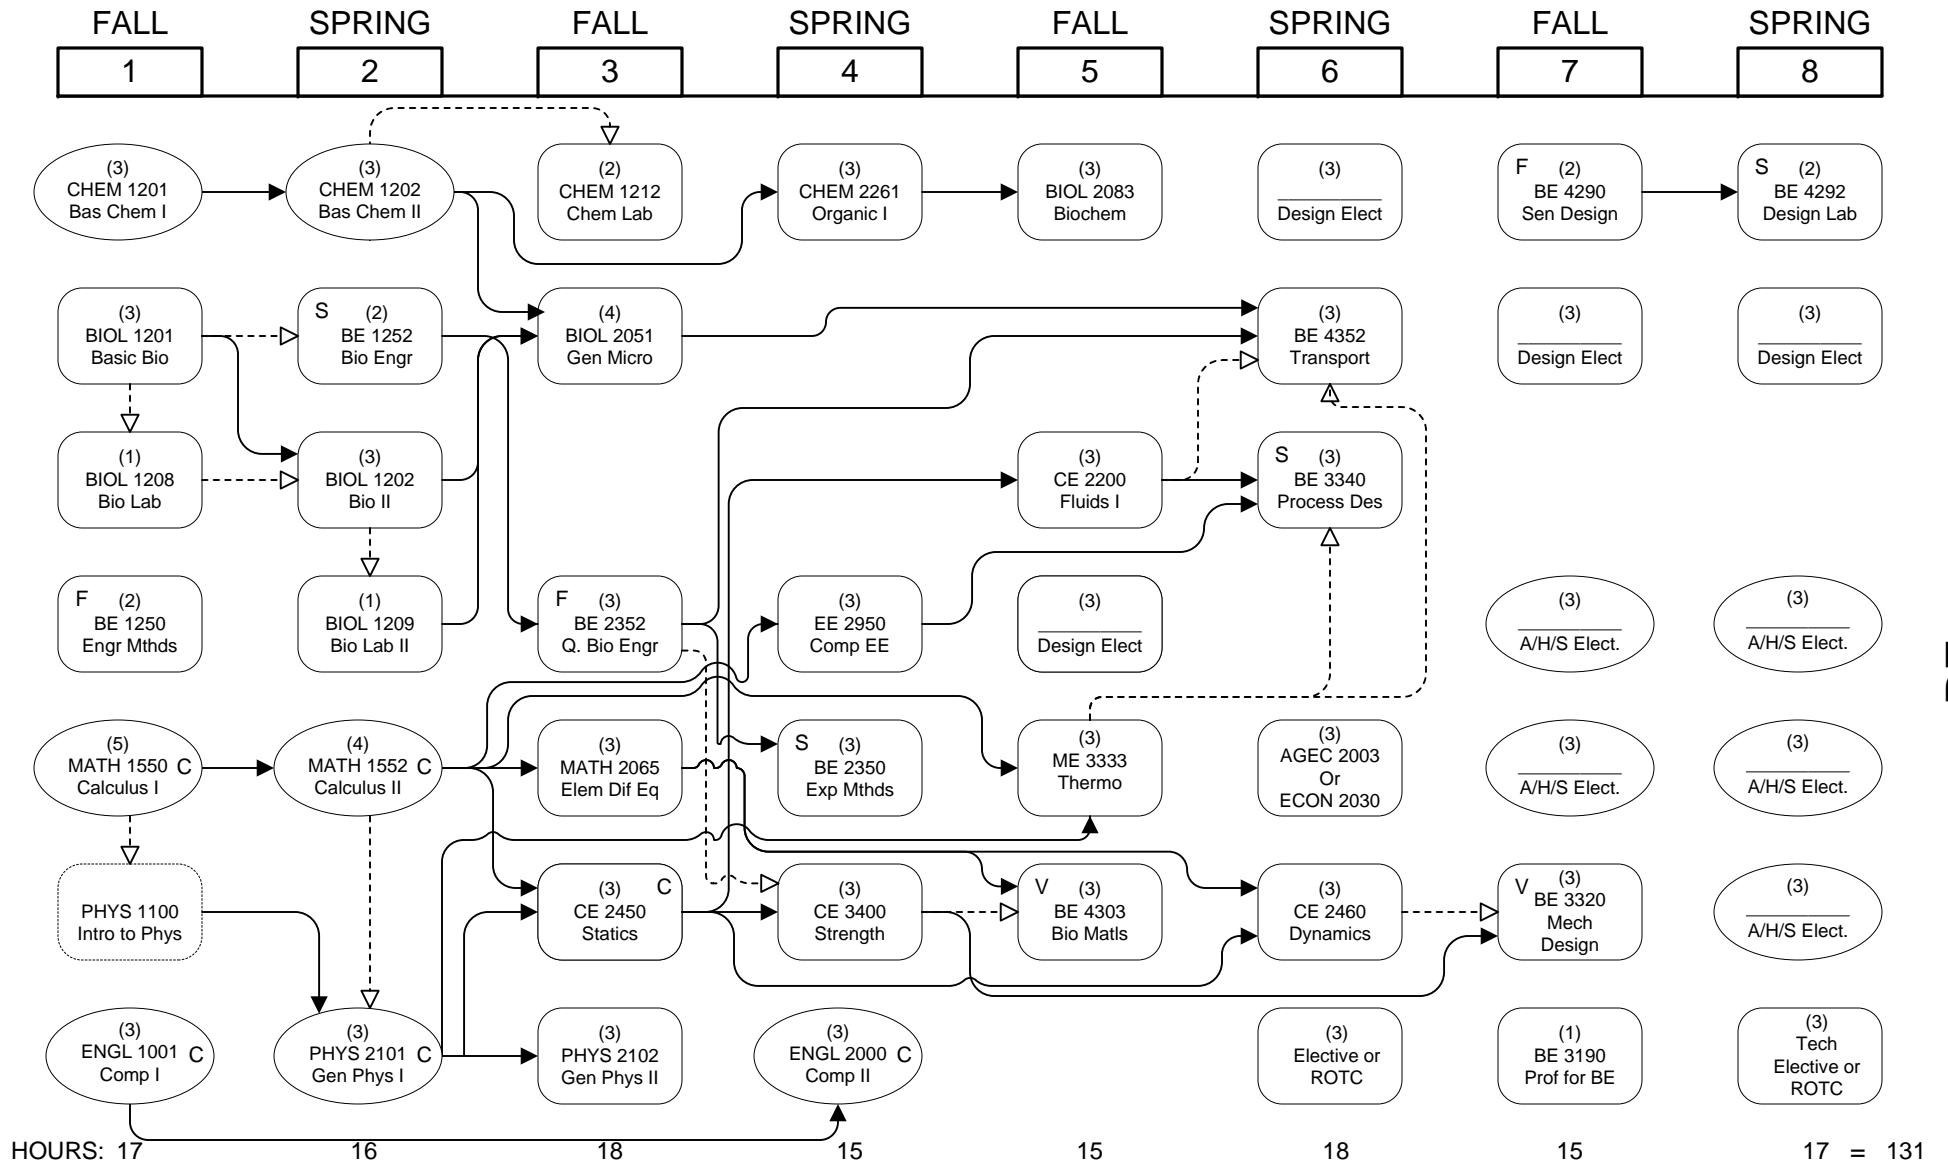 FALL SPRING FALL SPRING FALL SPRING FALL SPRING
1 2 3 4 5 6 7 8
(3)
CHEM 1201
Bas Chem I
(3)
CHEM 1202
Bas Chem II
(2)
CHEM 1212
Chem Lab
(3)
CHEM 2261
Organic I
(3)
BIOL 2083
Biochem
(3)
Design Elect
F (2)
BE 4290
Sen Design
S (2)
BE 4292
Design Lab
(3)
BIOL 1201
Basic Bio
S (2)
BE 1252
Bio Engr
(4)
BIOL 2051
Gen Micro
(3)
BE 4352
Transport
(3)
Design Elect
(3)
Design Elect
(1)
BIOL 1208
Bio Lab
(3)
BIOL 1202
Bio II
(3)
CE 2200
Fluids I
S (3)
BE 3340
Process Des
F (2)
BE 1250
Engr Mthds
(1)
BIOL 1209
Bio Lab II
F (3)
BE 2352
Q. Bio Engr
(3)
EE 2950
Comp EE
(3)
Design Elect
(3)
A/H/S Elect.
(3)
A/H/S Elect.
(5)
MATH 1550 C
Calculus I
(4)
MATH 1552 C
Calculus II
(3)
MATH 2065
Elem Dif Eq
S (3)
BE 2350
Exp Mthds
(3)
ME 3333
Thermo
(3)
AGEC 2003
Or
ECON 2030
(3)
A/H/S Elect.
(3)
A/H/S Elect.
PHYS 1100
Intro to Phys
(3) C
CE 2450
Statics
(3)
CE 3400
Strength
V (3)
BE 4303
Bio Matls
(3)
CE 2460
Dynamics
V (3)
BE 3320
Mech
Design
(3)
A/H/S Elect.
(3)
ENGL 1001 C
Comp I
(3)
PHYS 2101 C
Gen Phys I
(3)
PHYS 2102
Gen Phys II
(3)
ENGL 2000 C
Comp II
(3)
Elective or
ROTC
(1)
BE 3190
Prof for BE
(3)
Tech
Elective or
ROTC
HOURS: 17 16 18 15 15 18 15 17 = 131